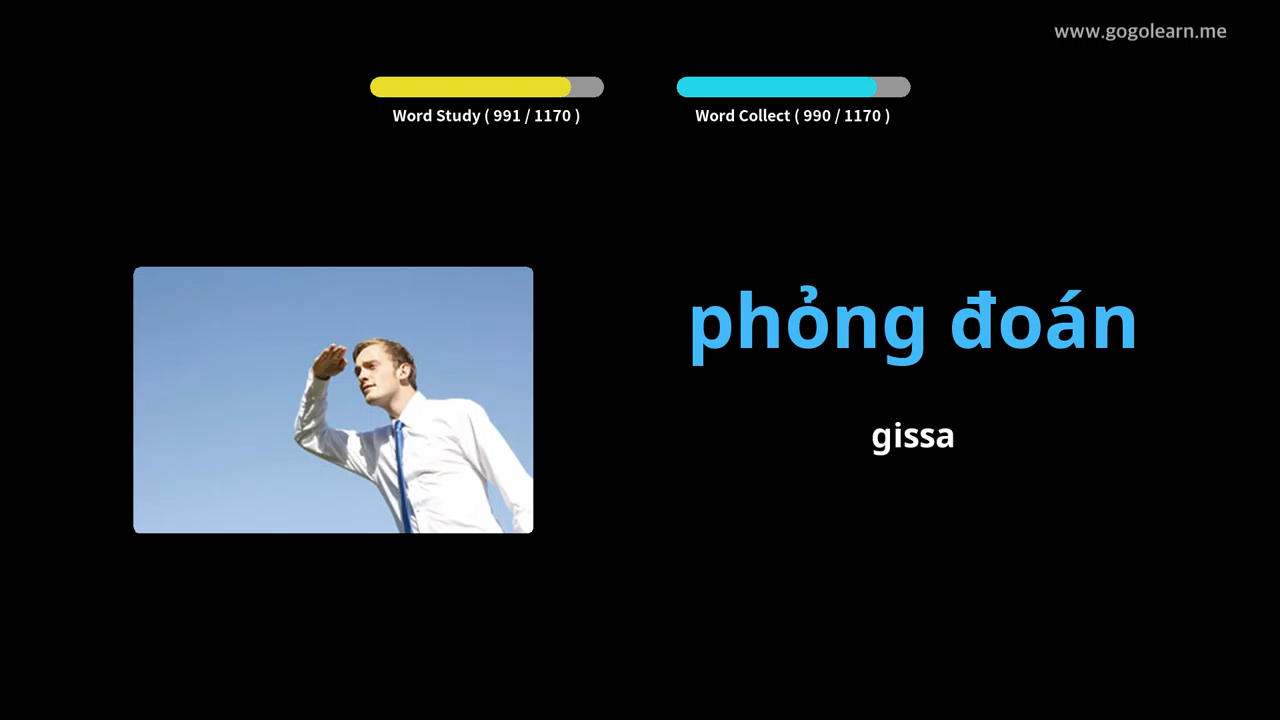 www.gogolearn.me
Word Study ( 991 / 1170 )
Word Collect ( 990 / 1170 )
phỏng đoán
gissa